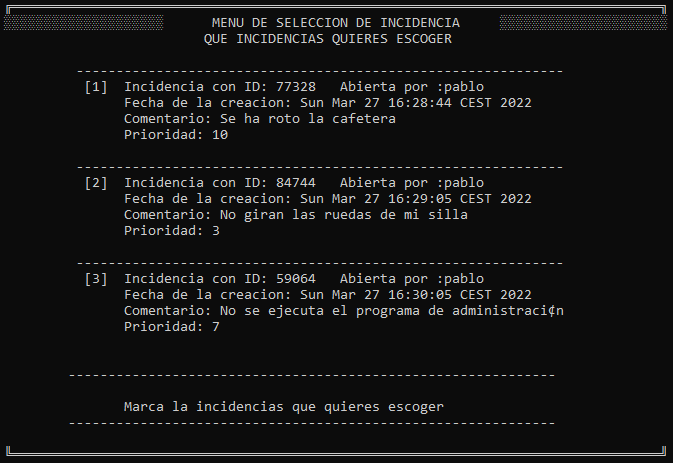 MENU DE SELECCION DE INCIDENCIA
QUE INCIDENCIAS QUIERES ESCOGER
---------------------------------------------------------------
[1] Incidencia con ID: 77328 Abierta por :pablo
Fecha de la creacion: Sun Mar 27 16:28:44 CEST 2022
Comentario: Se ha roto la cafetera
Prioridad: 10
---------------------------------------------------------------
[2] Incidencia con ID: 84744 Abierta por :pablo
Fecha de la creacion: Sun Mar 27 16:29:05 CEST 2022
Comentario: No giran las ruedas de mi silla
Prioridad: 3
---------------------------------------------------------------
[3] Incidencia con ID: 59064 Abierta por :pablo
Fecha de la creacion: Sun Mar 27 16:30:05 CEST 2022
Comentario: No se ejecuta el programa de administraci¢n
Prioridad: 7
---------------------------------------------------------------
Marca la incidencias que quieres escoger
---------------------------------------------------------------